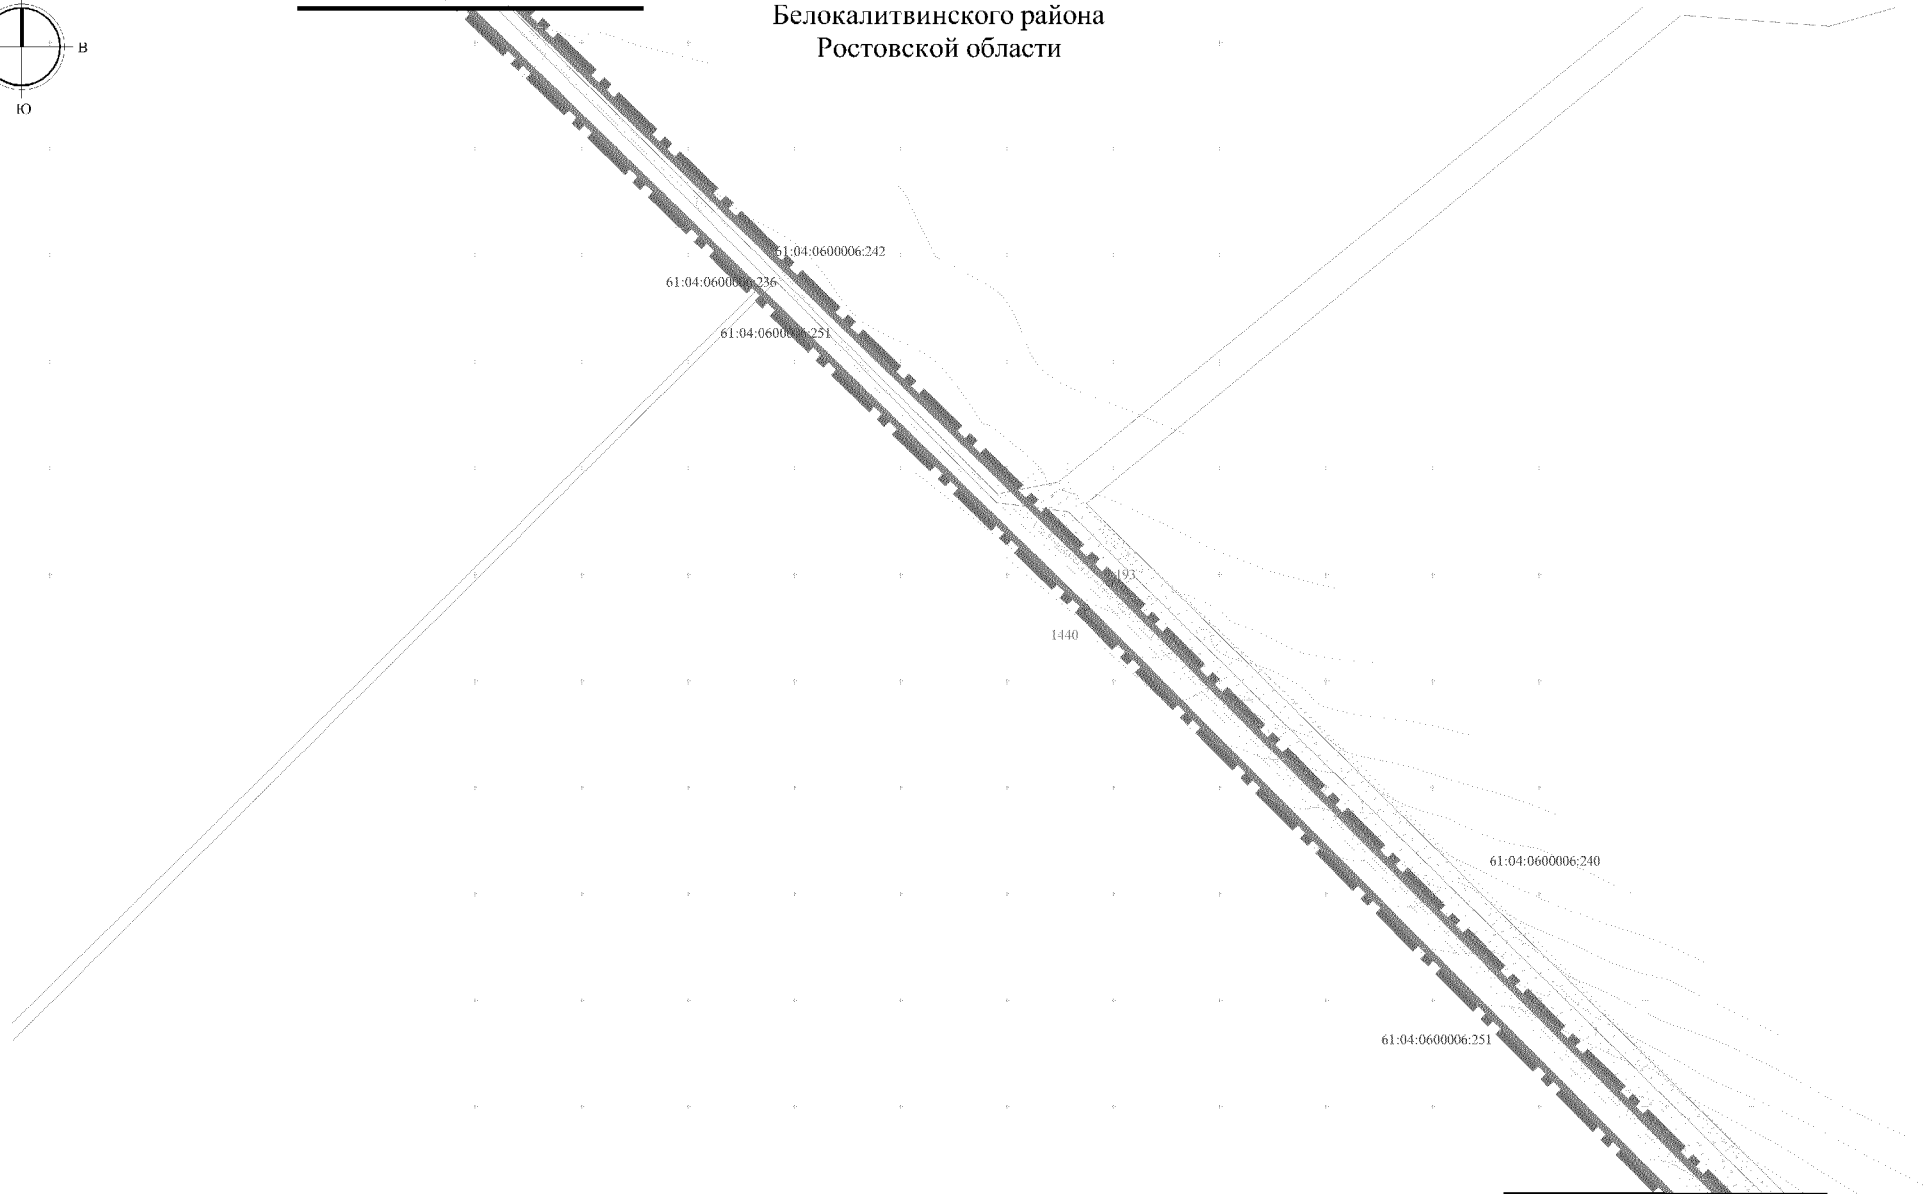 Белокалитвинского района
Ростовской области
В
Ю
61:04:0600006:242
61:04:0600006:236
61:04:0600006:251
:193
1440
61:04:0600006:240
61:04:0600006:251